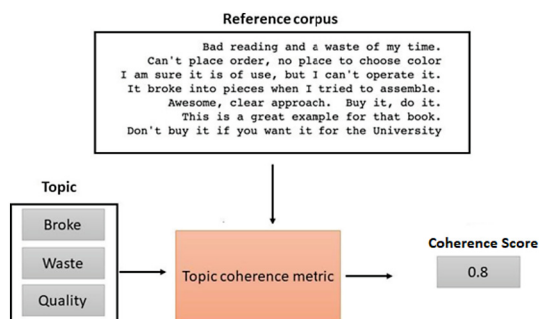 Reference corpus
Bad reading and a waste of my time.
Can't place order, no place to choose color
I am sure it is of use, but I can't operate it.
It broke into pieces when I tried to assemble.
Awesome, clear approach. Buy it, do it.
This is a great example for that book.
Don't buy it if you want it for the University
Topic
Broke
Waste
Quality
Topic coherence metric
Coherence Score
0.8